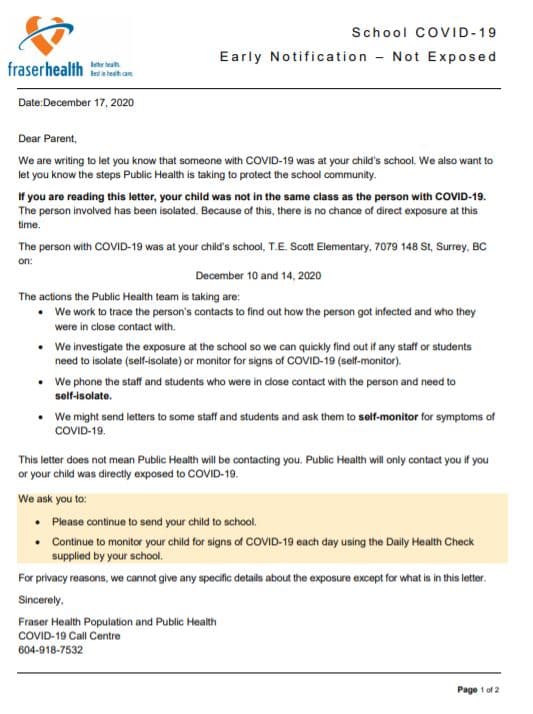 School COVID-19
Early Notification – Not Exposed
fraserhealth
Better health.
Best in health care.
Date:December 17, 2020
Dear Parent,
We are writing to let you know that someone with COVID-19 was at your child's school. We also want to
let you know the steps Public Health is taking to protect the school community.
If you are reading this letter, your child was not in the same class as the person with COVID-19.
The person involved has been isolated. Because of this, there is no chance of direct exposure at this
time.
The person with COVID-19 was at your child's school, T.E. Scott Elementary, 7079 148 St, Surrey, BC
on:
December 10 and 14, 2020
The actions the Public Health team is taking are:
• We work to trace the person's contacts to find out how the person got infected and who they
were in close contact with.
• We investigate the exposure at the school so we can quickly find out if any staff or students
need to isolate (self-isolate) or monitor for signs of COVID-19 (self-monitor).
• We phone the staff and students who were in close contact with the person and need to
self-isolate.
• We might send letters to some staff and students and ask them to self-monitor for symptoms of
COVID-19.
This letter does not mean Public Health will be contacting you. Public Health will only contact you if you
or your child was directly exposed to COVID-19.
We ask you to:
• Please continue to send your child to school.
• Continue to monitor your child for signs of COVID-19 each day using the Daily Health Check
supplied by your school.
For privacy reasons, we cannot give any specific details about the exposure except for what is in this letter.
Sincerely,
Fraser Health Population and Public Health
COVID-19 Call Centre
604-918-7532
Page 1 of 2